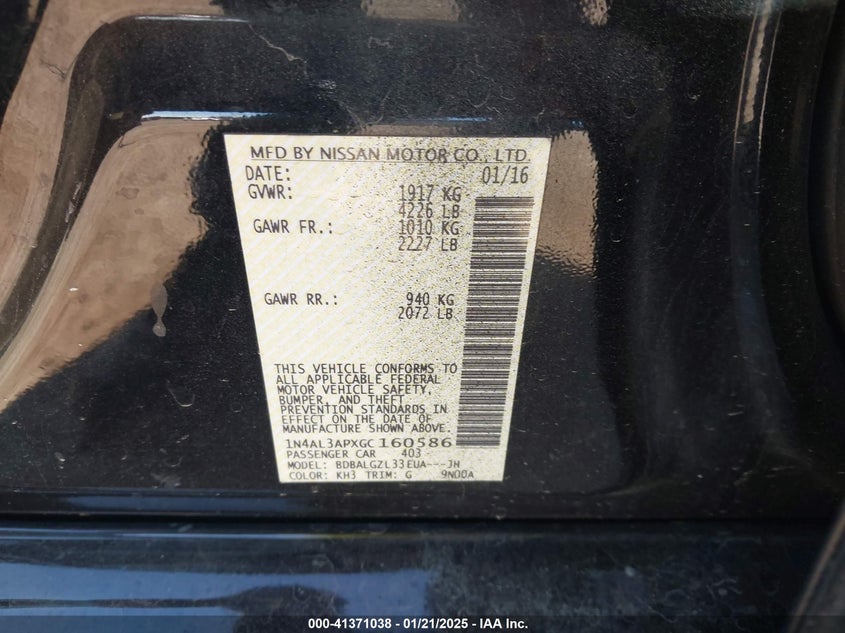 MFD BY NISSAN MOTOR CO., LTD.
DATE: 01/16
GVWR: 1917 KG
4226 LB
GAWR FR.: 1010 KG
2227 LB
GAWR RR.: 940 KG
2072 LB
THIS VEHICLE CONFORMS TO
ALL APPLICABLE FEDERAL
MOTOR VEHICLE SAFETY,
BUMPER, AND THEFT
PREVENTION STANDARDS IN
EFFECT ON THE DATE OF
MANUFACTURE SHOWN ABOVE.
1N4AL3APXGC160586
PASSENGER CAR 403
MODEL: BDBALGZL33EUA---JH
COLOR: KH3 TRIM: G 9N00A
000-41371038 — 01/21/2025 — IAA Inc.